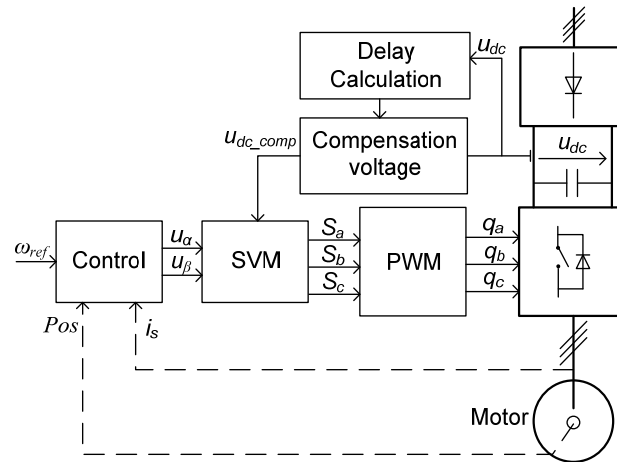 Delay
Calculation
u_dc
u_dc_comp
Compensation
voltage
u_dc
ω_ref
Control
u_α
u_β
SVM
S_a
S_b
S_c
PWM
q_a
q_b
q_c
Pos
i_s
Motor